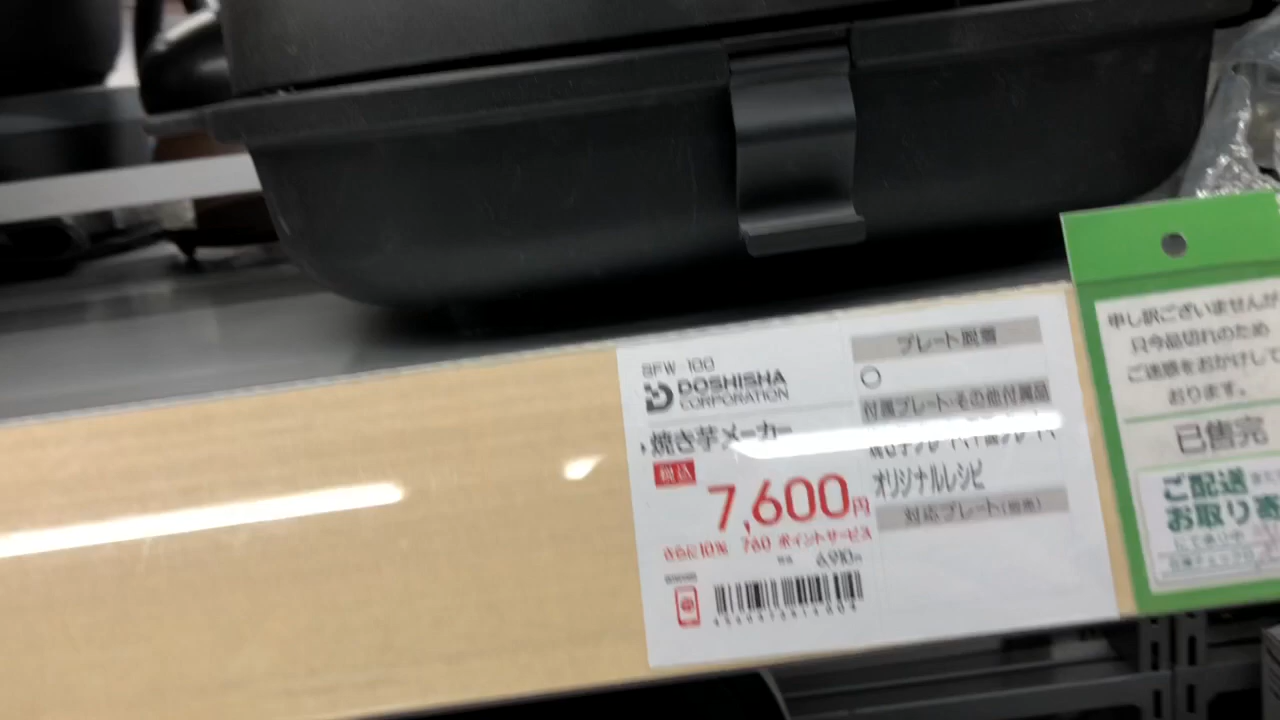 SFW 100
DOSHISHA
CORPORATION
焼き芋メーカー
税込
7,600円
さらに10% 760 ポイントサービス
プレート脱着
○
付属プレート・その他付属品
オリジナルレシピ
対応プレート(別売)
申し訳ございませんが
只今品切れのため
ご迷惑をおかけして
おります。
已售完
ご配送
お取り寄